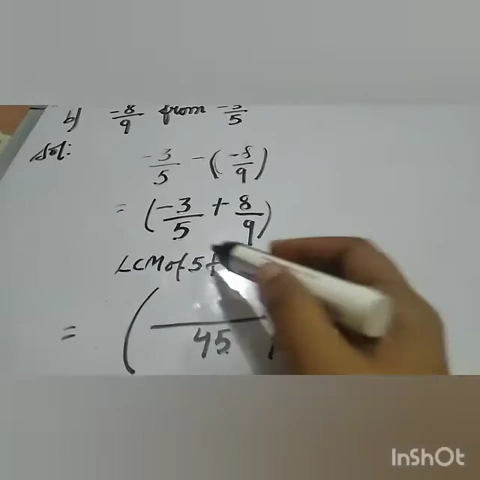 b) -8/9 from -3/5
Sol:
-3/5 - (-8/9)
= (-3/5 + 8/9)
LCM of 5
= ( /45 )
InShOt